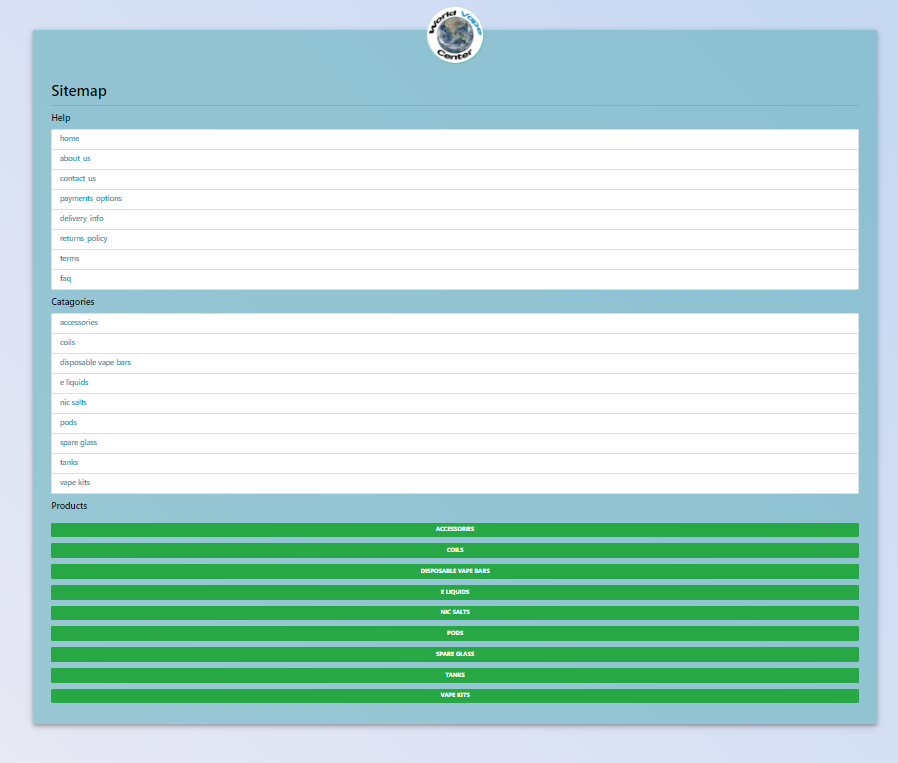 World Vape
Center
Sitemap
Help
home
about_us
contact_us
payments_options
delivery_info
returns_policy
terms
faq
Catagories
accessories
coils
disposable vape bars
e liquids
nic salts
pods
spare glass
tanks
vape kits
Products
ACCESSORIES
COILS
DISPOSABLE VAPE BARS
E LIQUIDS
NIC SALTS
PODS
SPARE GLASS
TANKS
VAPE KITS